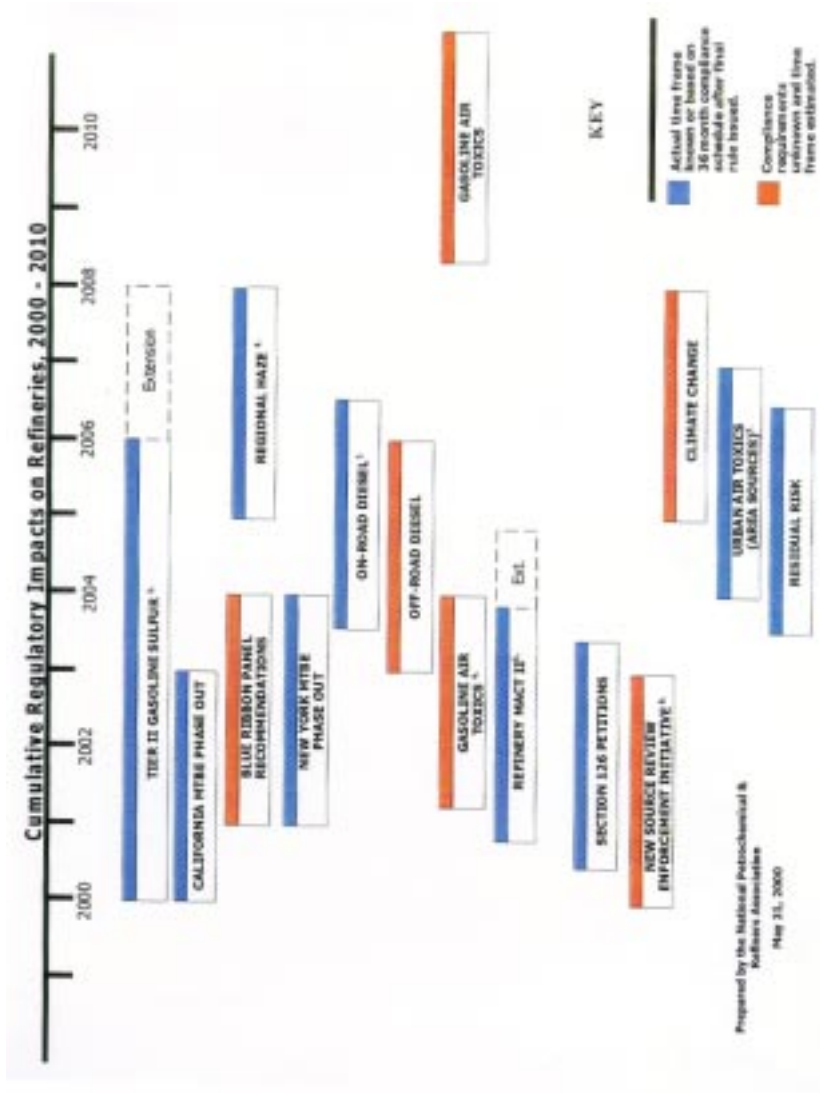 Cumulative Regulatory Impacts on Refineries, 2000 - 2010
2000
2002
2004
2006
2008
2010
TIER II GASOLINE SULFUR
Extension
CALIFORNIA MTBE PHASE OUT
BLUE RIBBON PANEL
RECOMMENDATIONS
REGIONAL HAZE
NEW YORK MTBE
PHASE OUT
ON-ROAD DIESEL
OFF-ROAD DIESEL
GASOLINE AIR
TOXICS
GASOLINE AIR
TOXICS
REFINERY MACT II
Ext.
SECTION 126 PETITIONS
NEW SOURCE REVIEW
ENFORCEMENT INITIATIVE
CLIMATE CHANGE
URBAN AIR TOXICS
(AREA SOURCES)
RESIDUAL RISK
KEY
Actual time frame
known or based on
36 month compliance
schedule after final
rule issued.
Compliance
requirements
unknown and time
frame estimated.
Prepared by the National Petrochemical &
Refiners Association
May 31, 2000